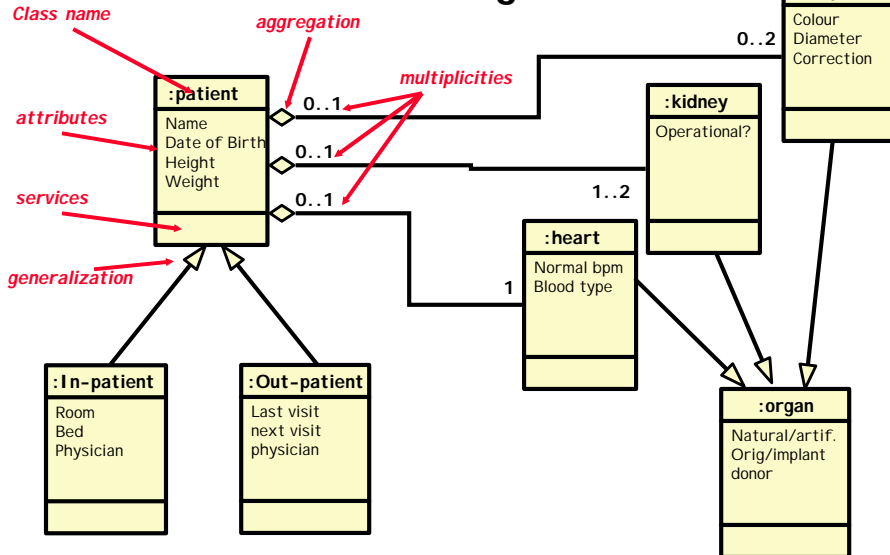 Class name
aggregation
Colour
Diameter
Correction
0..2
multiplicities
:patient
0..1
:kidney
attributes
Name
Date of Birth
Height
Weight
Operational?
0..1
1..2
services
0..1
:heart
generalization
Normal bpm
Blood type
1
:In-patient
:Out-patient
Room
Bed
Physician
Last visit
next visit
physician
:organ
Natural/artif.
Orig/implant
donor